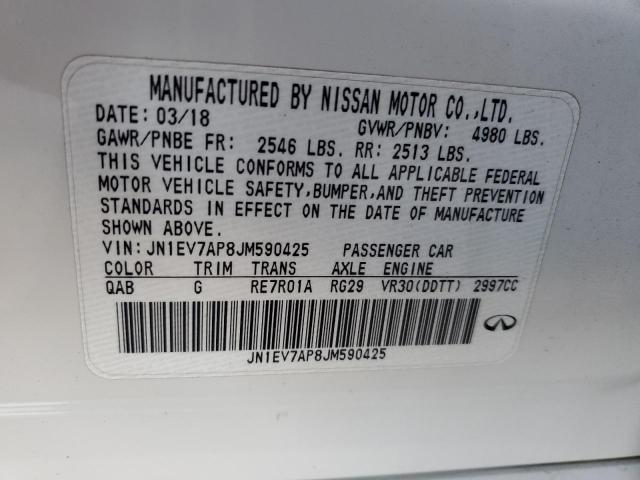 MANUFACTURED BY NISSAN MOTOR CO.,LTD.
DATE: 03/18 GVWR/PNBV: 4980 LBS.
GAWR/PNBE FR: 2546 LBS. RR: 2513 LBS.
THIS VEHICLE CONFORMS TO ALL APPLICABLE FEDERAL
MOTOR VEHICLE SAFETY,BUMPER,AND THEFT PREVENTION
STANDARDS IN EFFECT ON THE DATE OF MANUFACTURE
SHOWN ABOVE.
VIN:JN1EV7AP8JM590425 PASSENGER CAR
COLOR TRIM TRANS AXLE ENGINE
QAB G RE7R01A RG29 VR30(DDTT) 2997CC
JN1EV7AP8JM590425